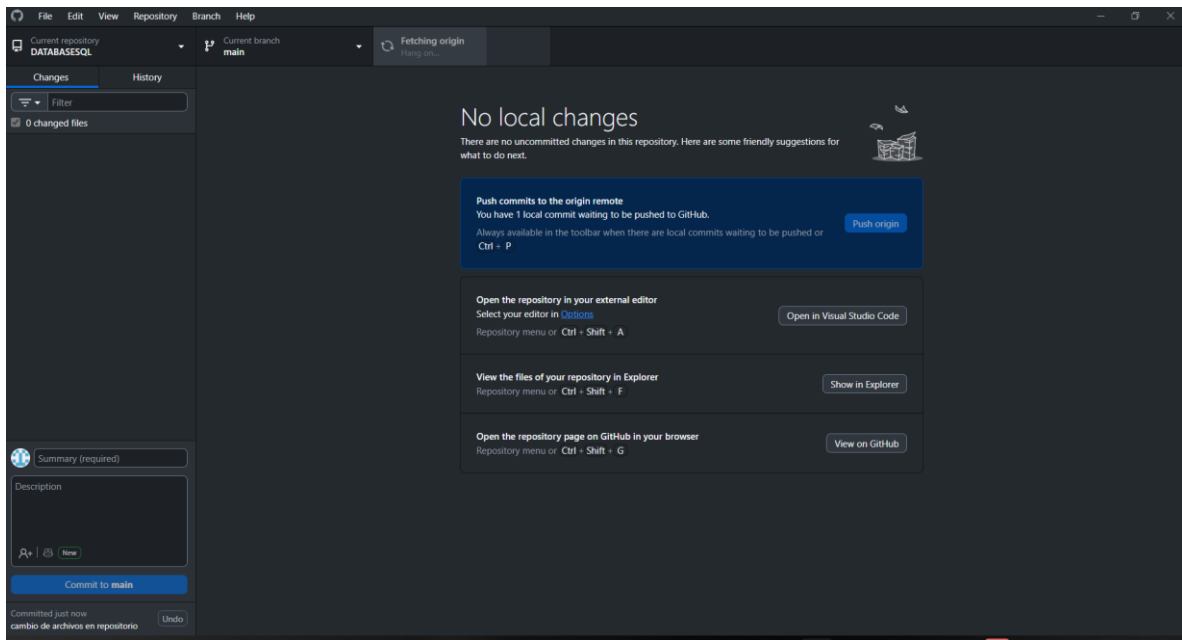 File Edit View Repository Branch Help
Current repository
DATABASESQL
Current branch
main
Fetching origin
Hang on...
Changes History
Filter
0 changed files
No local changes
There are no uncommitted changes in this repository. Here are some friendly suggestions for
what to do next.
Push commits to the origin remote
You have 1 local commit waiting to be pushed to GitHub.
Always available in the toolbar when there are local commits waiting to be pushed or
Ctrl + P
Push origin
Open the repository in your external editor
Select your editor in Options
Repository menu or Ctrl + Shift + A
Open in Visual Studio Code
View the files of your repository in Explorer
Repository menu or Ctrl + Shift + F
Show in Explorer
Open the repository page on GitHub in your browser
Repository menu or Ctrl + Shift + G
View on GitHub
Summary (required)
Description
New
Commit to main
Committed just now
cambio de archivos en repositorio
Undo